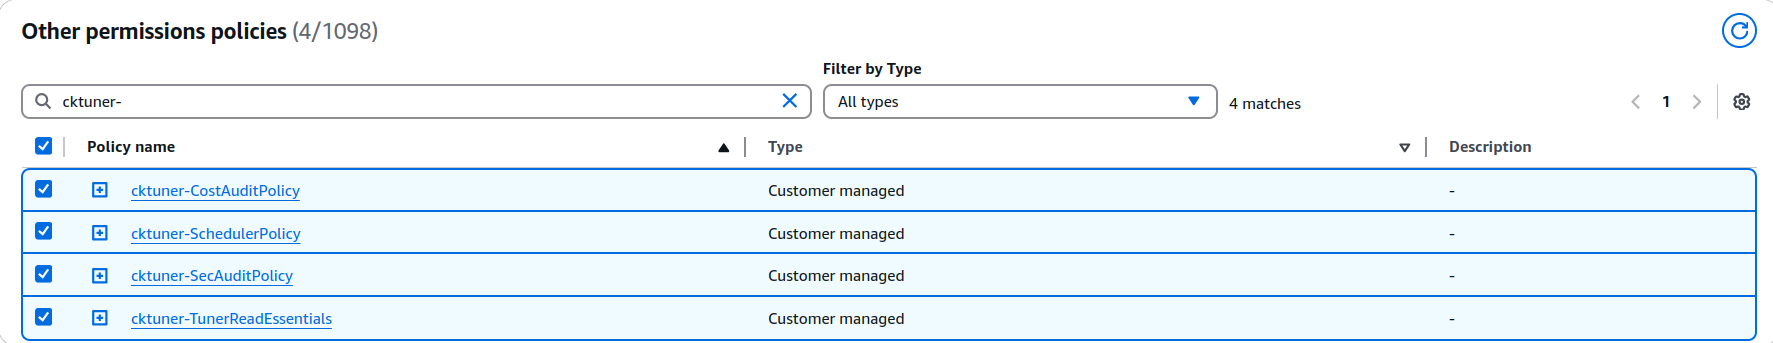 Other permissions policies (4/1098)
Filter by Type
cktuner-
All types
4 matches
1
Policy name
Type
Description
cktuner-CostAuditPolicy Customer managed -
cktuner-SchedulerPolicy Customer managed -
cktuner-SecAuditPolicy Customer managed -
cktuner-TunerReadEssentials Customer managed -